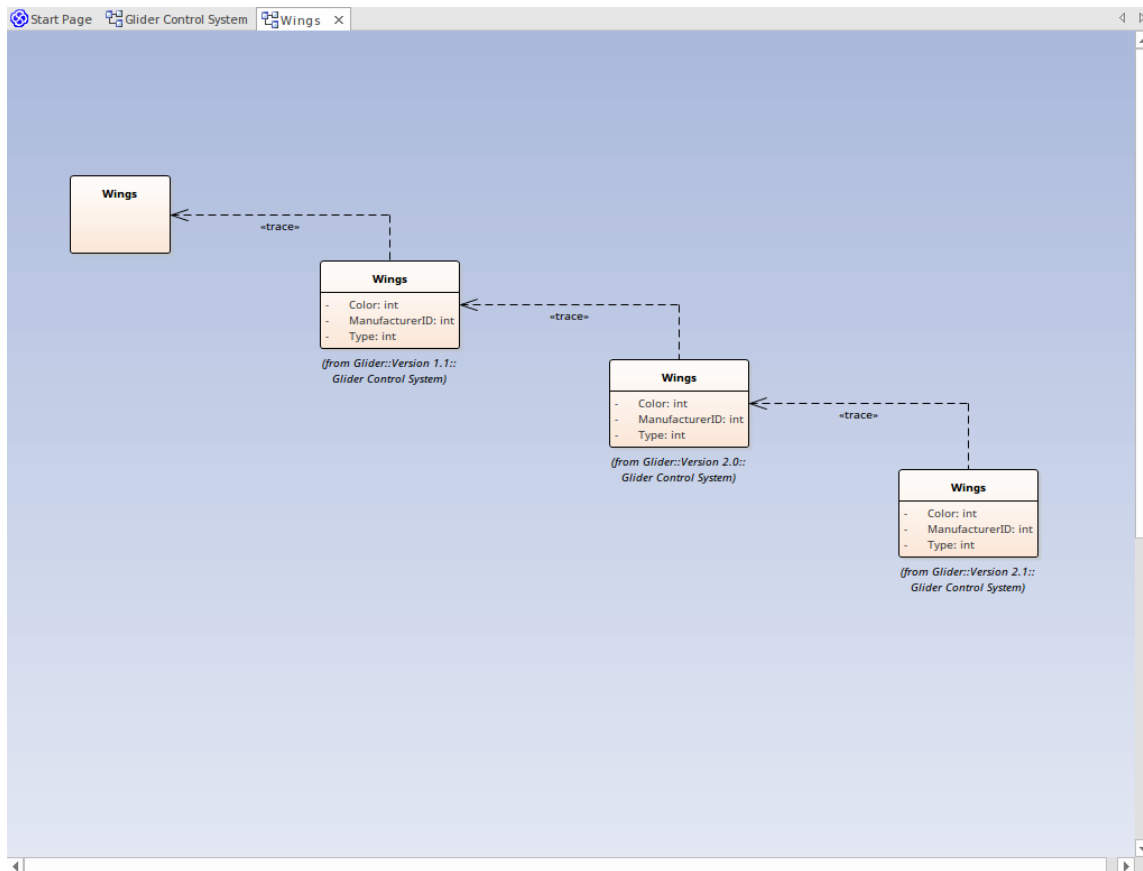 Start Page Glider Control System Wings
Wings
«trace»
Wings
- Color: int
- ManufacturerID: int
- Type: int
(from Glider::Version 1.1::
Glider Control System)
«trace»
Wings
- Color: int
- ManufacturerID: int
- Type: int
(from Glider::Version 2.0::
Glider Control System)
«trace»
Wings
- Color: int
- ManufacturerID: int
- Type: int
(from Glider::Version 2.1::
Glider Control System)